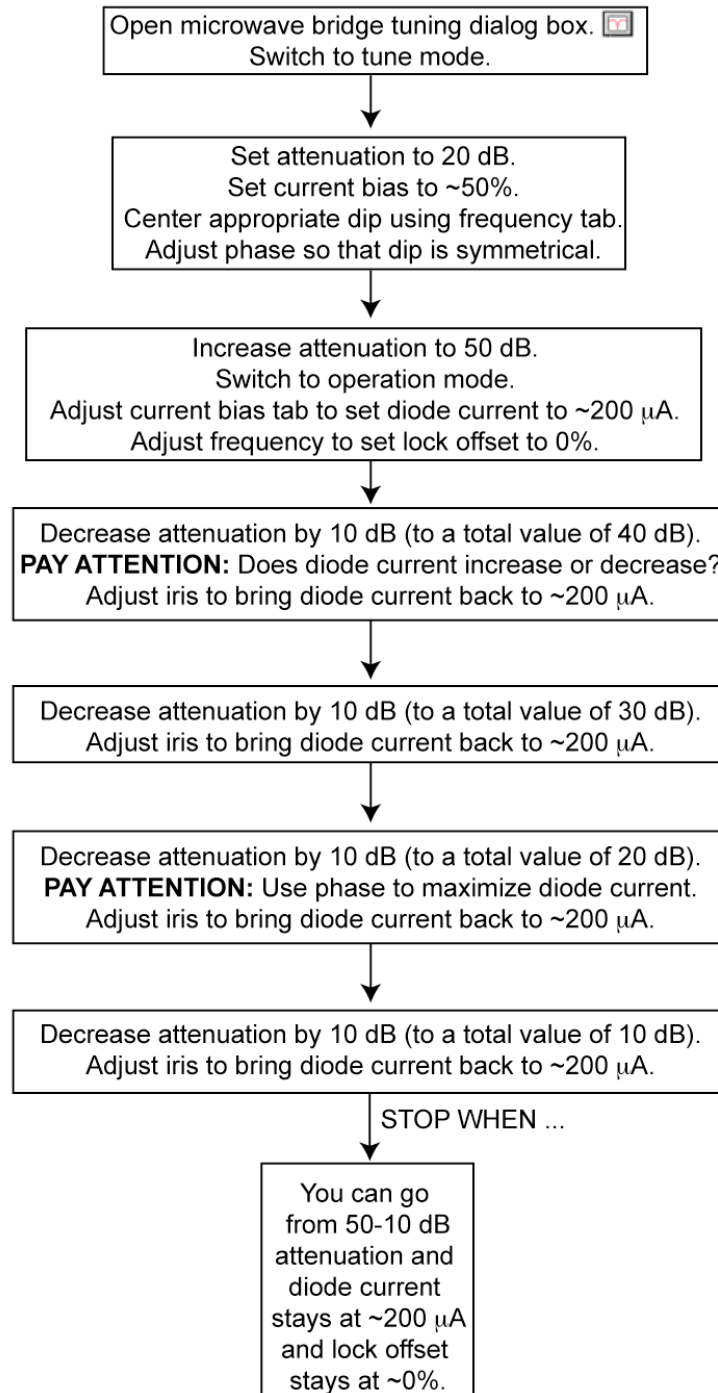 Open microwave bridge tuning dialog box.
Switch to tune mode.
Set attenuation to 20 dB.
Set current bias to ~50%.
Center appropriate dip using frequency tab.
Adjust phase so that dip is symmetrical.
Increase attenuation to 50 dB.
Switch to operation mode.
Adjust current bias tab to set diode current to ~200 μA.
Adjust frequency to set lock offset to 0%.
Decrease attenuation by 10 dB (to a total value of 40 dB).
PAY ATTENTION: Does diode current increase or decrease?
Adjust iris to bring diode current back to ~200 μA.
Decrease attenuation by 10 dB (to a total value of 30 dB).
Adjust iris to bring diode current back to ~200 μA.
Decrease attenuation by 10 dB (to a total value of 20 dB).
PAY ATTENTION: Use phase to maximize diode current.
Adjust iris to bring diode current back to ~200 μA.
Decrease attenuation by 10 dB (to a total value of 10 dB).
Adjust iris to bring diode current back to ~200 μA.
STOP WHEN ...
You can go
from 50-10 dB
attenuation and
diode current
stays at ~200 μA
and lock offset
stays at ~0%.